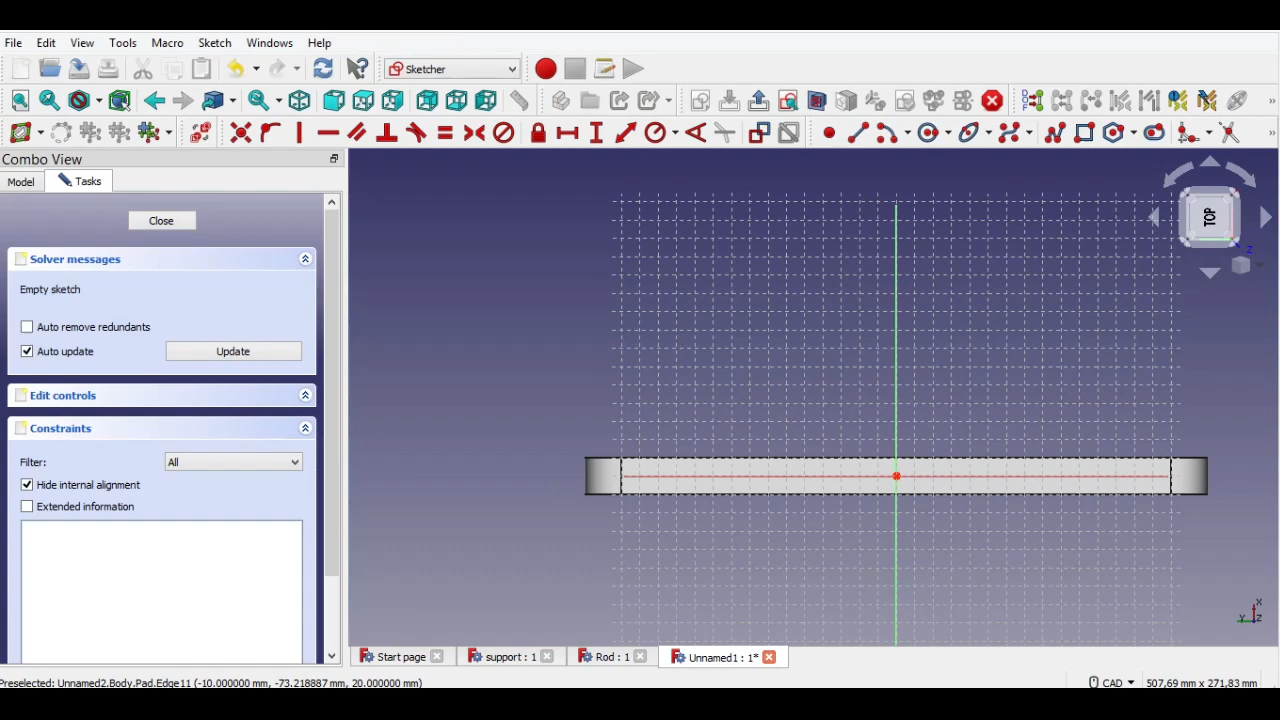 File Edit View Tools Macro Sketch Windows Help
Sketcher
Combo View
Model Tasks
Close
Solver messages
Empty sketch
Auto remove redundants
Auto update Update
Edit controls
Constraints
Filter: All
Hide internal alignment
Extended information
TOP
Z
X
Y Z
Start page support : 1 Rod : 1 Unnamed1 : 1*
Preselected: Unnamed2.Body.Pad.Edge11 (-10.000000 mm, -73.218887 mm, 20.000000 mm) CAD 507,69 mm x 271,83 mm